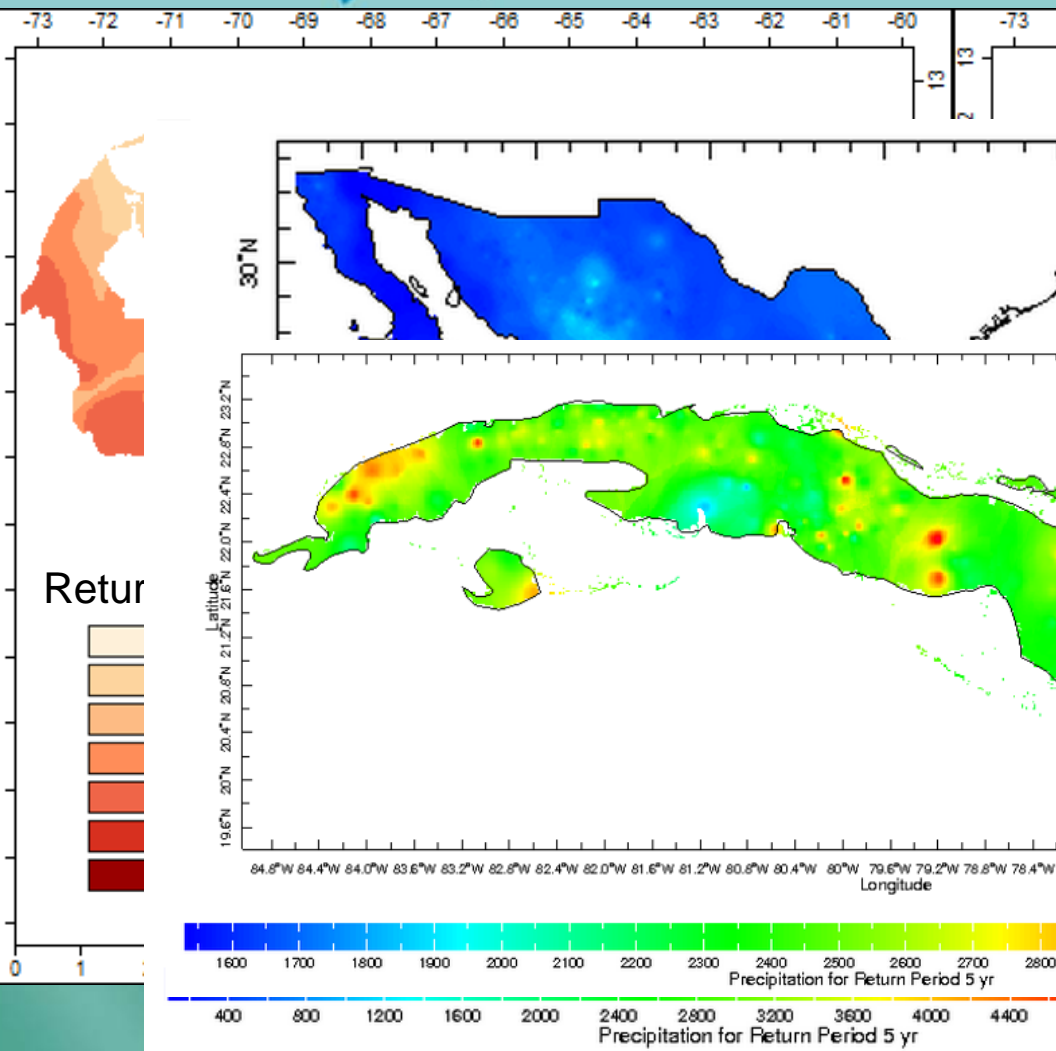 -73 -72 -71 -70 -69 -68 -67 -66 -65 -64 -63 -62 -61 -60 -73
13 13
30°N
23.2°N
22.8°N
22.4°N
22.0°N
21.6°N
21.2°N
20.8°N
20.4°N
20°N
19.6°N
Latitude
Retur
84.8°W 84.4°W 84.0°W 83.6°W 83.2°W 82.8°W 82.4°W 82.0°W 81.6°W 81.2°W 80.8°W 80.4°W 80°W 79.6°W 79.2°W 78.8°W 78.4°W
Longitude
0 1
1600 1700 1800 1900 2000 2100 2200 2300 2400 2500 2600 2700 2800
Precipitation for Return Period 5 yr
400 800 1200 1600 2000 2400 2800 3200 3600 4000 4400
Precipitation for Return Period 5 yr